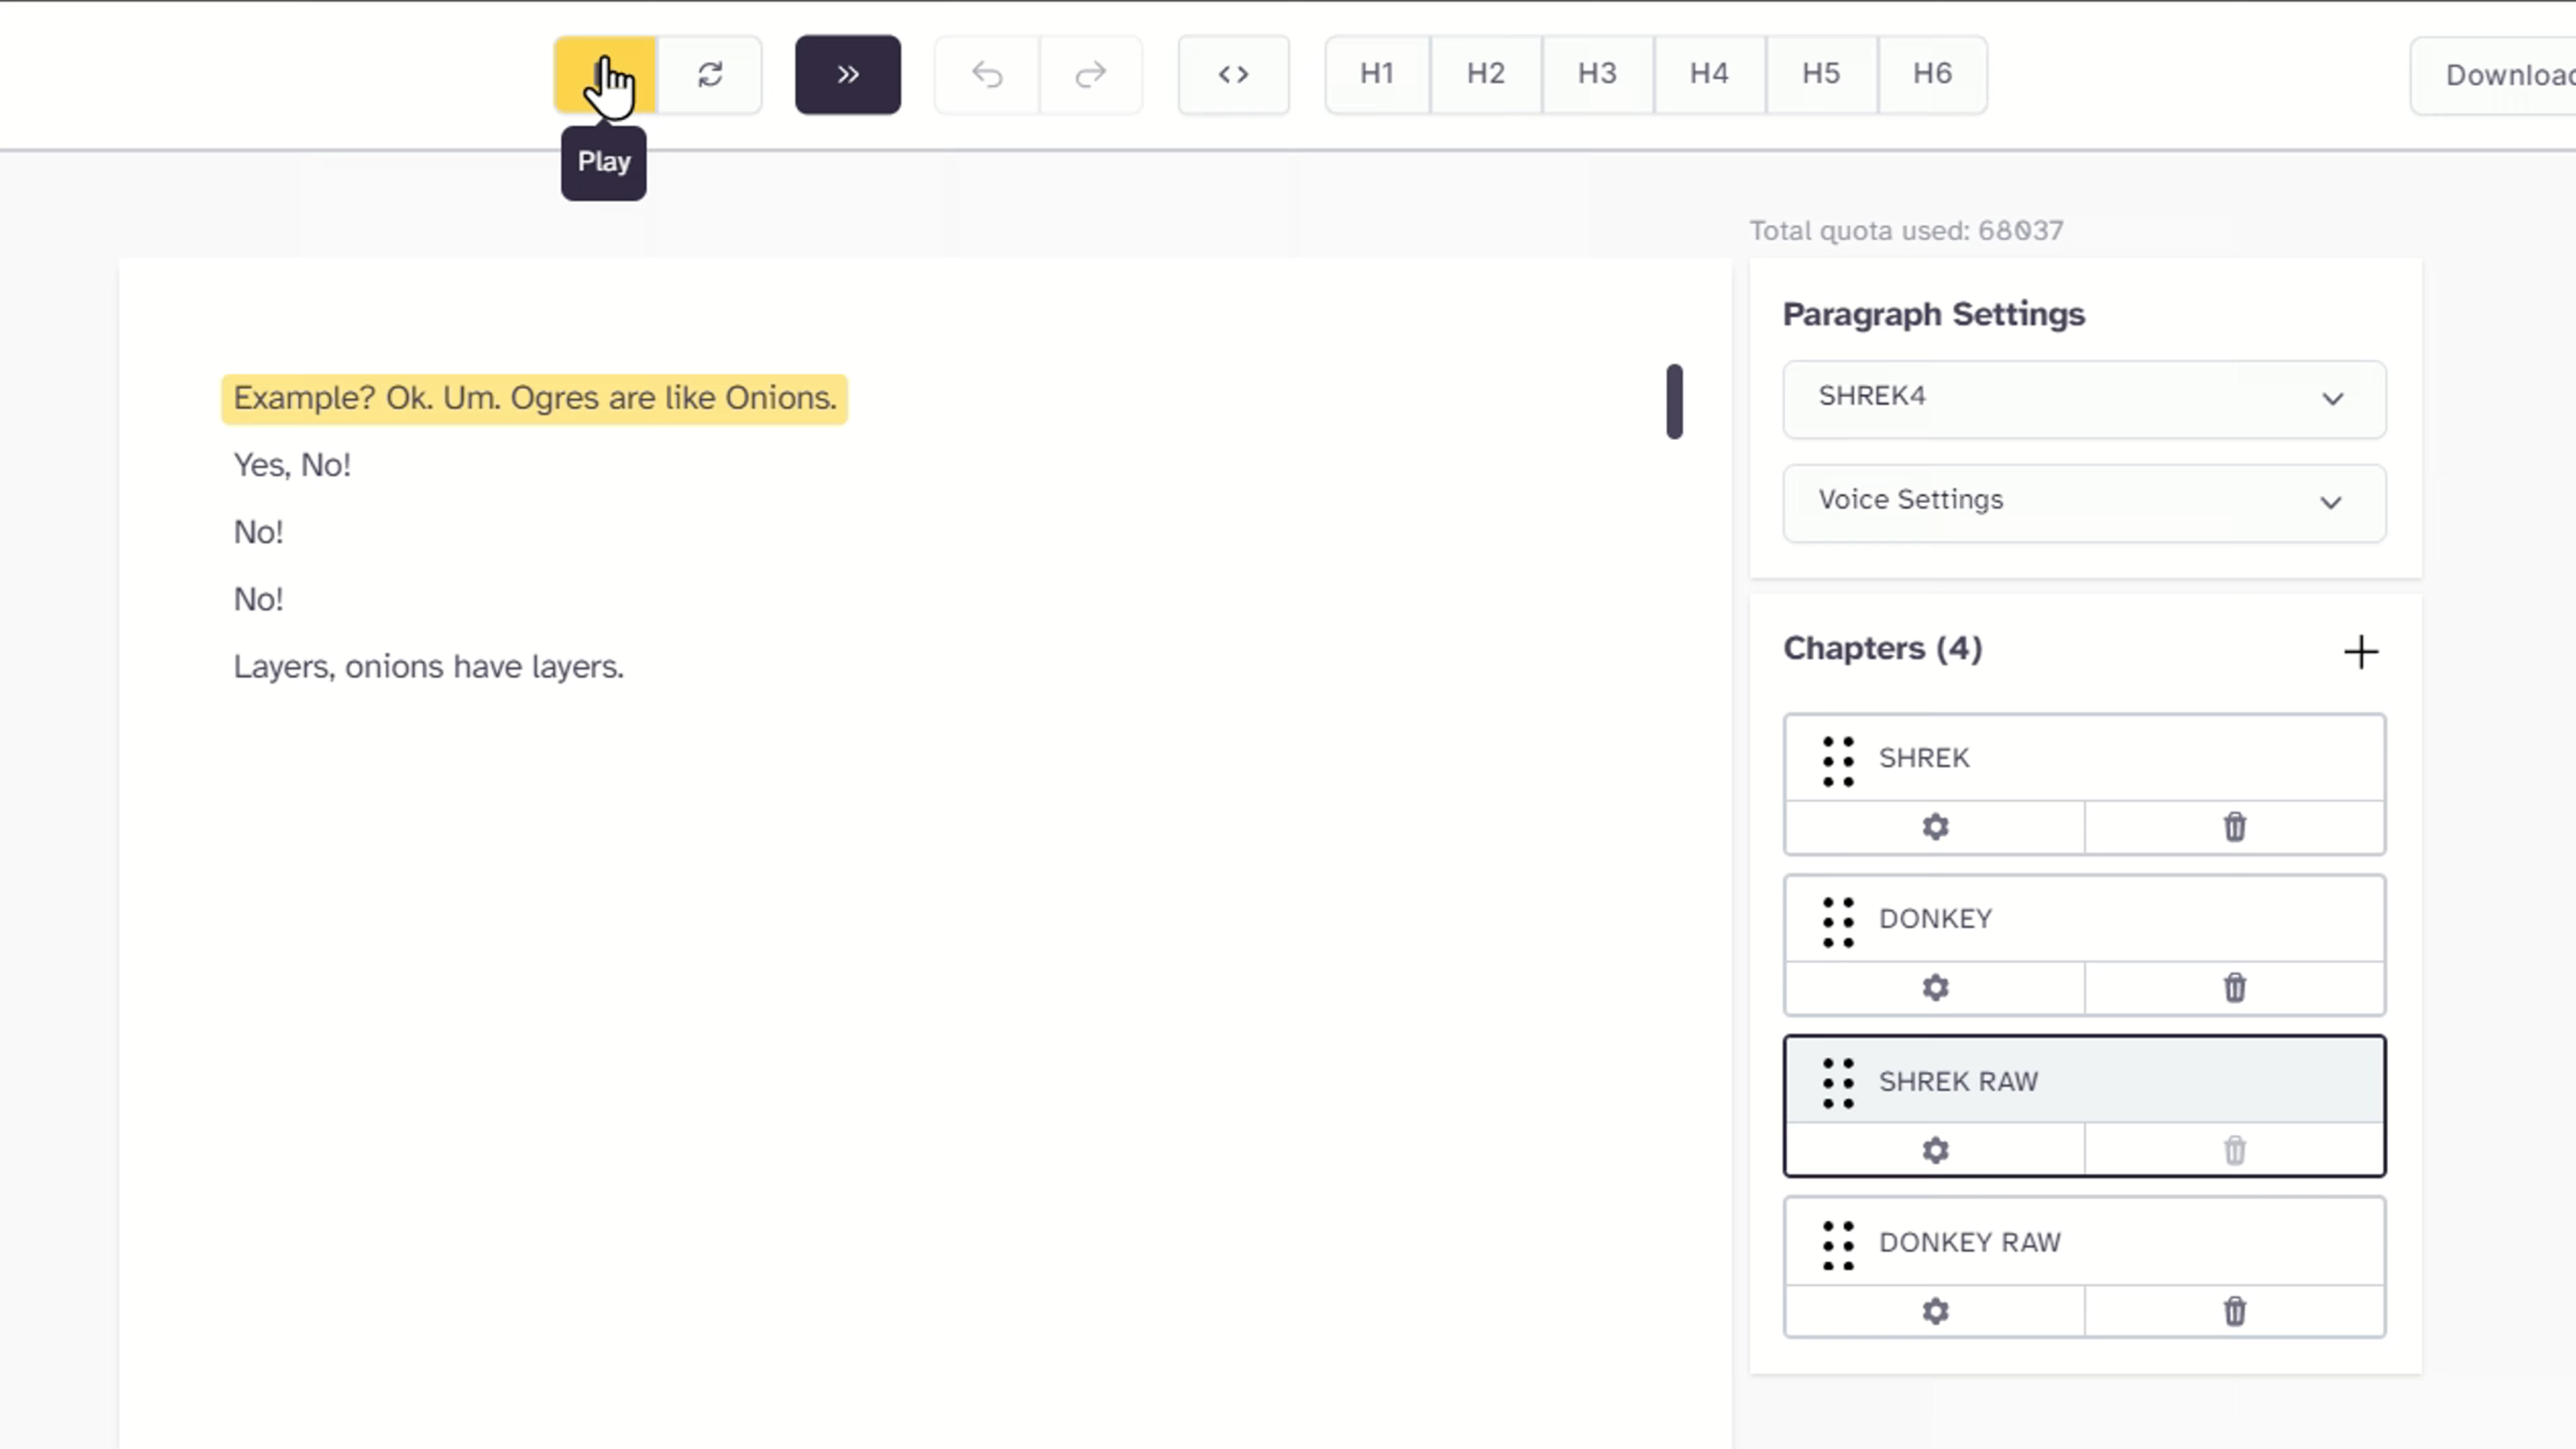 H1 H2 H3 H4 H5 H6
Play
Total quota used: 68037
Example? Ok. Um. Ogres are like Onions.
Yes, No!
No!
No!
Layers, onions have layers.
Paragraph Settings
SHREK4
Voice Settings
Chapters (4)
SHREK
DONKEY
SHREK RAW
DONKEY RAW